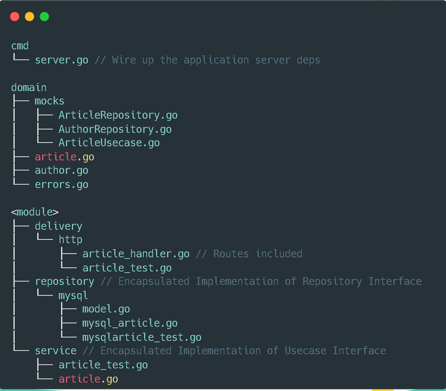 cmd
└── server.go // Wire up the application server deps
domain
├── mocks
│   ├── ArticleRepository.go
│   ├── AuthorRepository.go
│   └── ArticleUsecase.go
├── article.go
├── author.go
└── errors.go
<module>
├── delivery
│   └── http
│       ├── article_handler.go // Routes included
│       └── article_test.go
├── repository // Encapsulated Implementation of Repository Interface
│   └── mysql
│       ├── model.go
│       ├── mysql_article.go
│       └── mysqlarticle_test.go
└── service // Encapsulated Implementation of Usecase Interface
    ├── article_test.go
    └── article.go